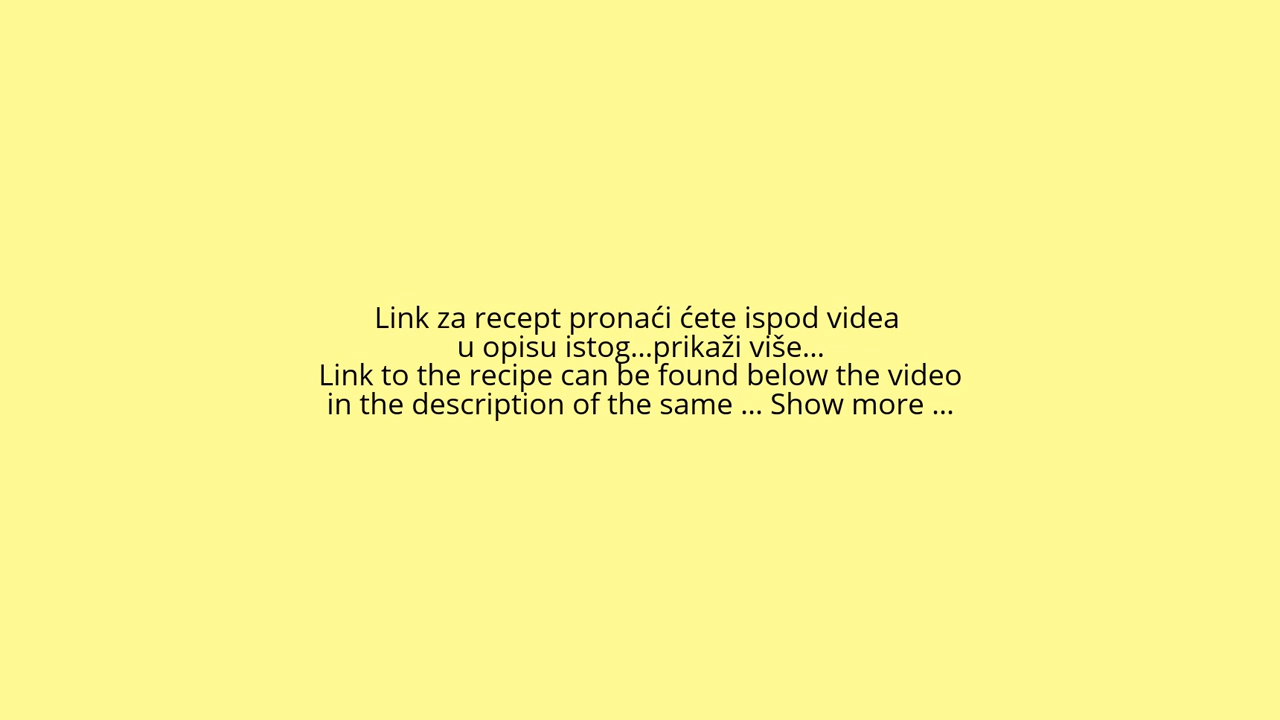 Link za recept pronaći ćete ispod videa
u opisu istog...prikaži više...
Link to the recipe can be found below the video
in the description of the same ... Show more ...